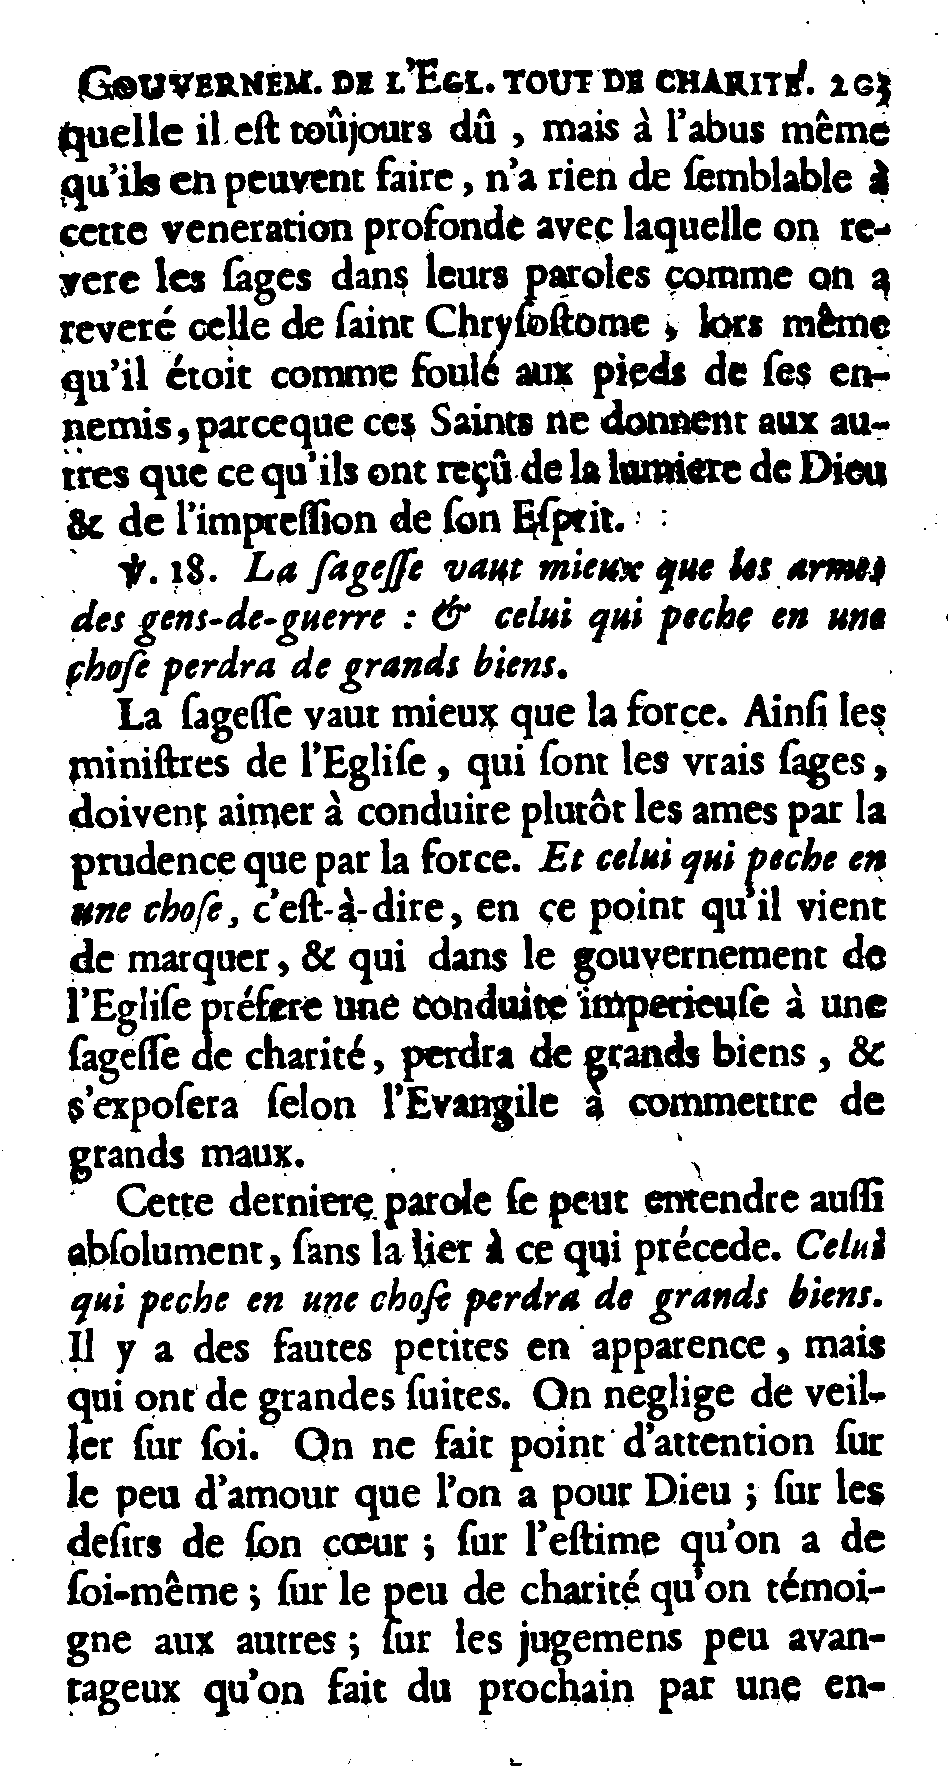 GOUVERNEM. DE L'EGL. TOUT DE CHARITÉ. 263
quelle il est toûjours dû , mais à l'abus même
qu'ils en peuvent faire , n'a rien de ſemblable à
cette veneration profonde avec laquelle on re-
vere les ſages dans leurs paroles comme on a
reveré celle de ſaint Chryſoſtome , lors même
qu'il étoit comme foulé aux pieds de ſes en-
nemis, parceque ces Saints ne donnent aux au-
tres que ce qu'ils ont reçû de la lumiere de Dieu
& de l'impreſſion de ſon Eſprit.
℣. 18. La ſageſſe vaut mieux que les armes
des gens-de-guerre : & celui qui peche en une
choſe perdra de grands biens.
La ſageſſe vaut mieux que la force. Ainſi les
miniſtres de l'Egliſe , qui ſont les vrais ſages ,
doivent aimer à conduire plutôt les ames par la
prudence que par la force. Et celui qui peche en
une choſe, c'eſt-à-dire, en ce point qu'il vient
de marquer , & qui dans le gouvernement de
l'Egliſe préfere une conduite imperieuſe à une
ſageſſe de charité, perdra de grands biens , &
s'expoſera ſelon l'Evangile à commettre de
grands maux.
Cette derniere parole ſe peut entendre auſſi
abſolument, ſans la lier à ce qui précede. Celui
qui peche en une choſe perdra de grands biens.
Il y a des fautes petites en apparence , mais
qui ont de grandes ſuites. On neglige de veil-
ler ſur ſoi. On ne fait point d'attention ſur
le peu d'amour que l'on a pour Dieu ; ſur les
deſirs de ſon cœur ; ſur l'eſtime qu'on a de
ſoi-même ; ſur le peu de charité qu'on témoi-
gne aux autres ; ſur les jugemens peu avan-
tageux qu'on fait du prochain par une en-